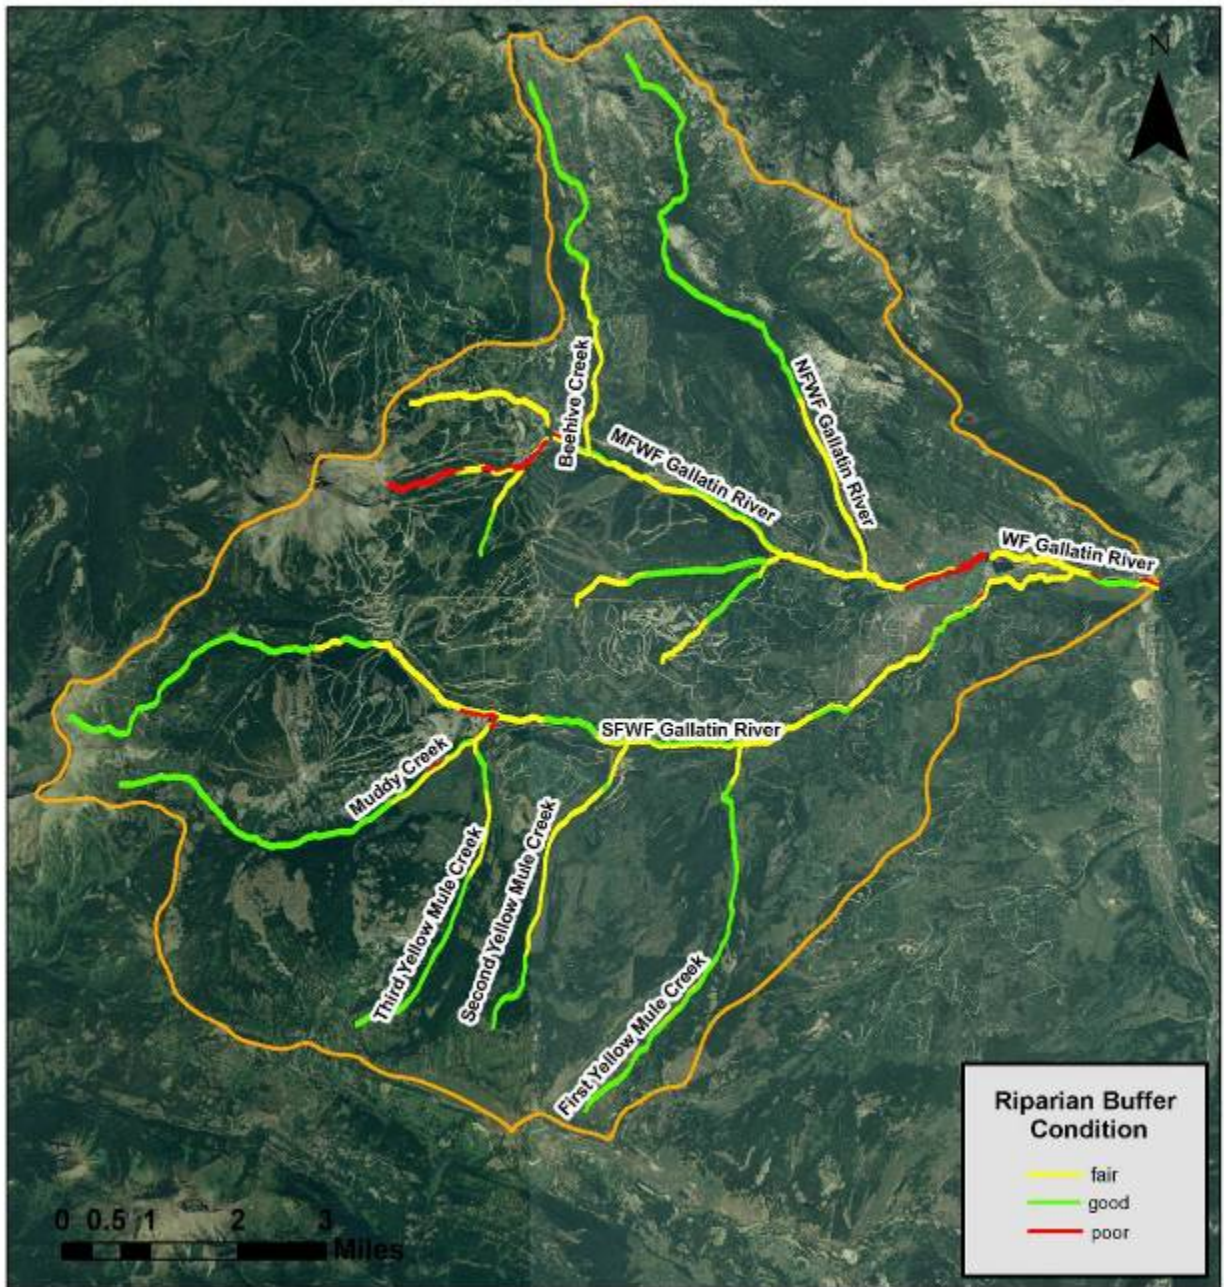 N
Beehive Creek
MFWF Gallatin River
NFWF Gallatin River
WF Gallatin River
SFWF Gallatin River
Muddy Creek
Third Yellow Mule Creek
Second Yellow Mule Creek
First Yellow Mule Creek
Riparian Buffer
Condition
fair
good
poor
0 0.5 1 2 3
Miles